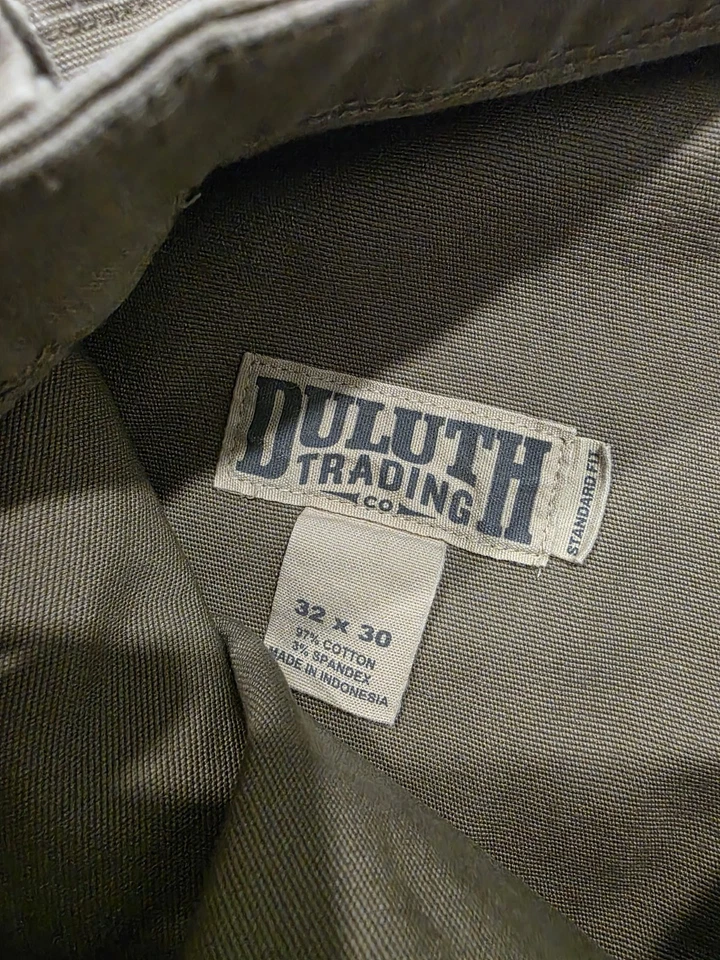 DULUTH
TRADING
CO
STANDARD FIT
32 x 30
97% COTTON
3% SPANDEX
MADE IN INDONESIA